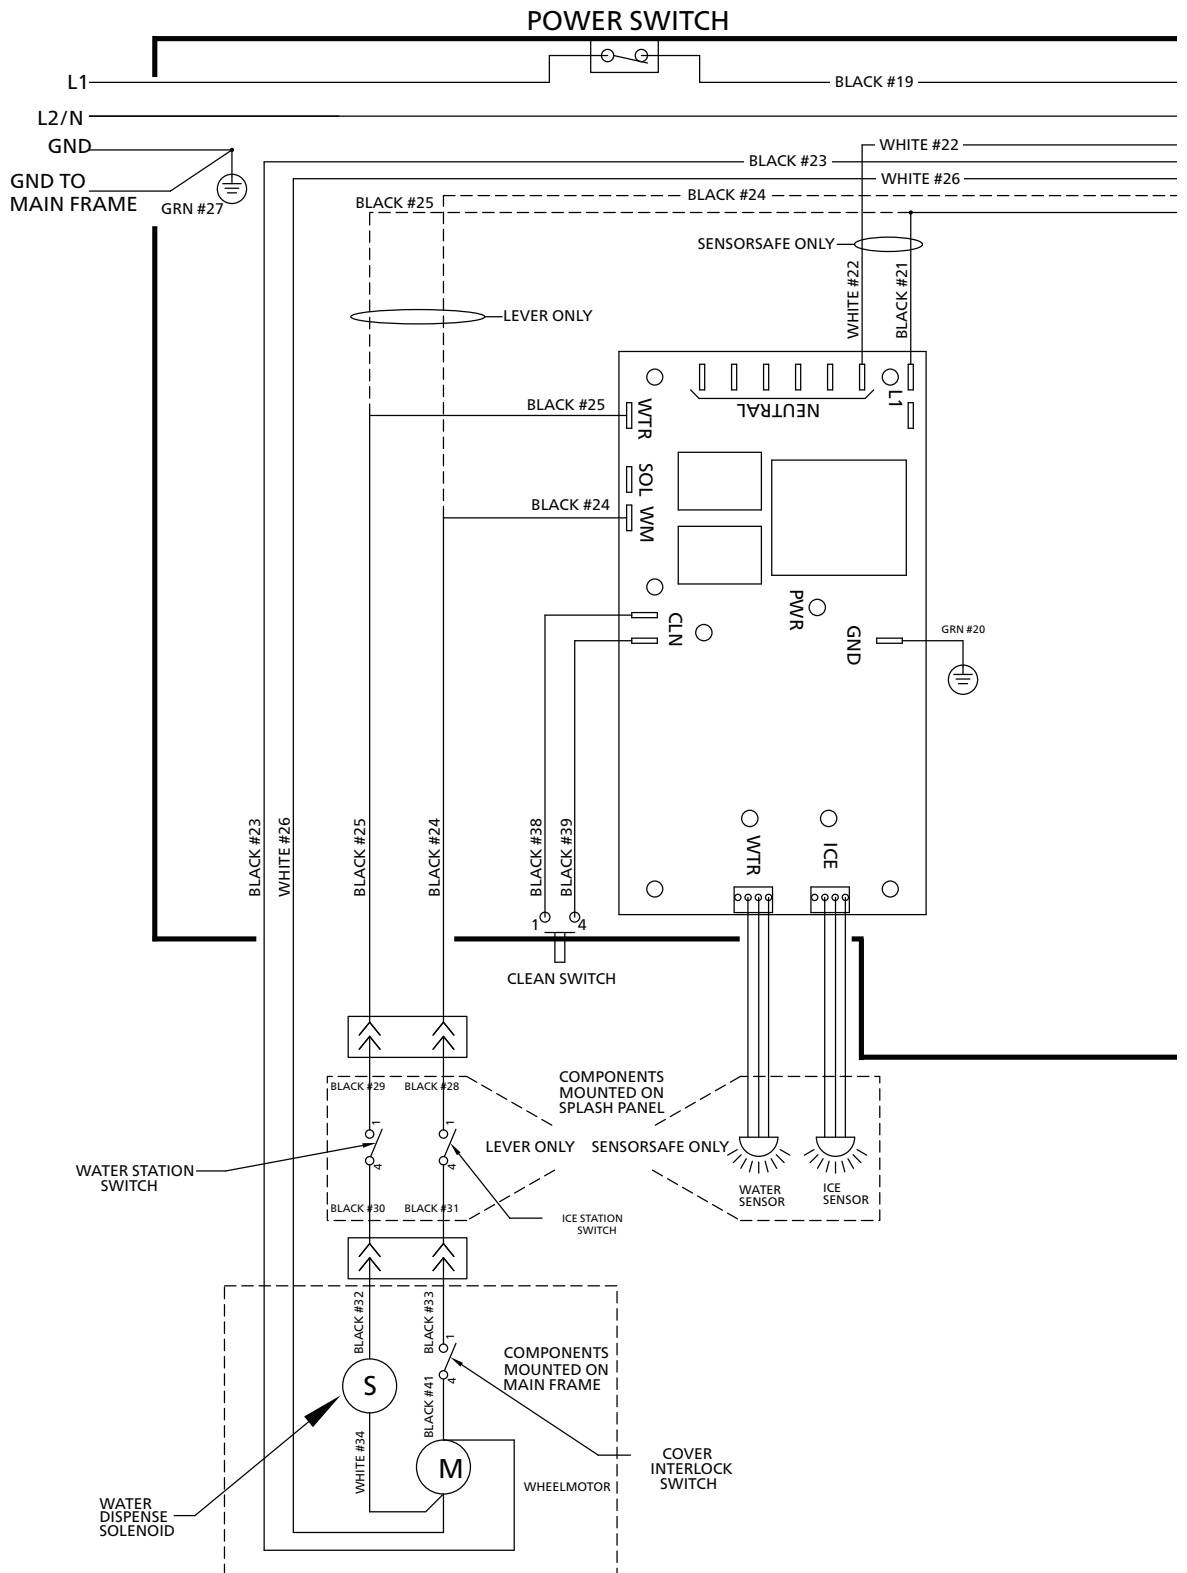 POWER SWITCH
L1
BLACK #19
L2/N
GND
WHITE #22
BLACK #23
GND TO
MAIN FRAME
GRN #27
WHITE #26
BLACK #24
BLACK #25
SENSORSAFE ONLY
WHITE #22
BLACK #21
LEVER ONLY
NEUTRAL
L1
BLACK #25
WTR
SOL
BLACK #24
WM
CLN
PWR
GND
GRN #20
BLACK #23
WHITE #26
BLACK #25
BLACK #24
BLACK #38
BLACK #39
WTR
ICE
1
4
CLEAN SWITCH
BLACK #29
BLACK #28
COMPONENTS
MOUNTED ON
SPLASH PANEL
1
1
LEVER ONLY
SENSORSAFE ONLY
4
4
WATER STATION
SWITCH
WATER
SENSOR
ICE
SENSOR
BLACK #30
BLACK #31
ICE STATION
SWITCH
BLACK #32
BLACK #33
1
COMPONENTS
MOUNTED ON
MAIN FRAME
4
S
BLACK #41
WHITE #34
M
COVER
INTERLOCK
SWITCH
WHEELMOTOR
WATER
DISPENSE
SOLENOID